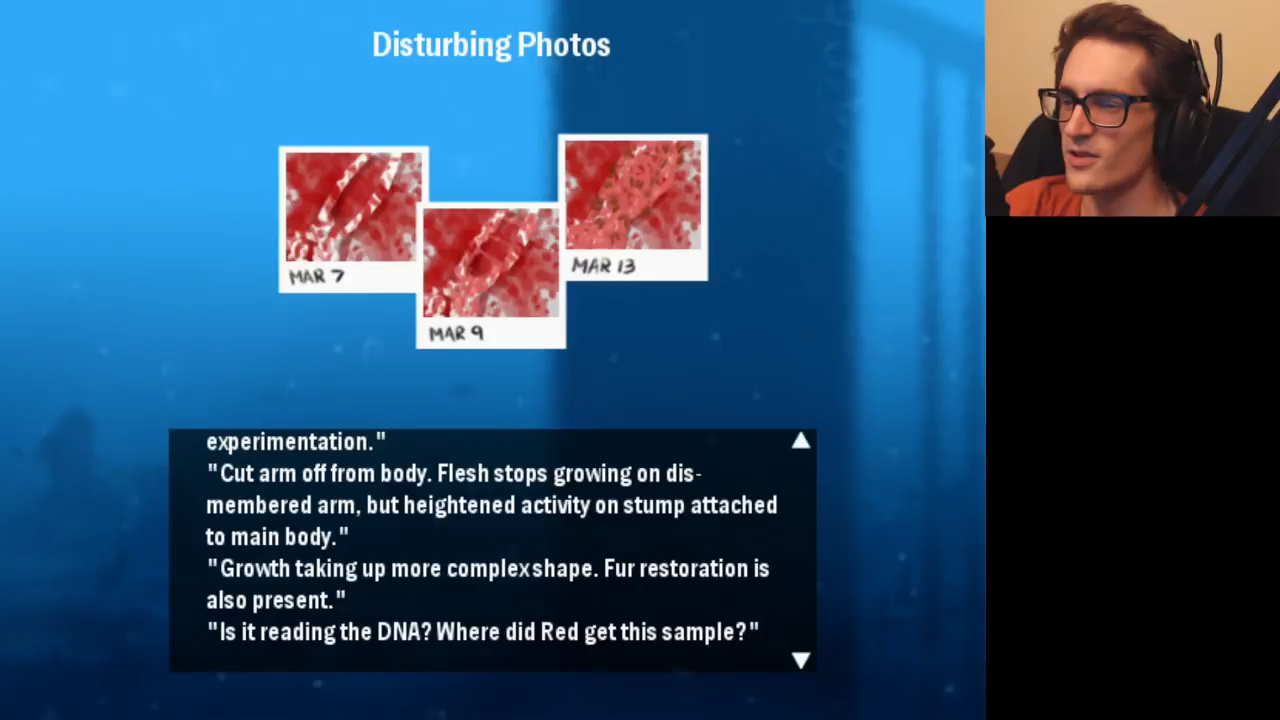 Disturbing Photos
MAR 7
MAR 9
MAR 13
experimentation."
"Cut arm off from body. Flesh stops growing on dis-
membered arm, but heightened activity on stump attached
to main body."
"Growth taking up more complex shape. Fur restoration is
also present."
"Is it reading the DNA? Where did Red get this sample?"